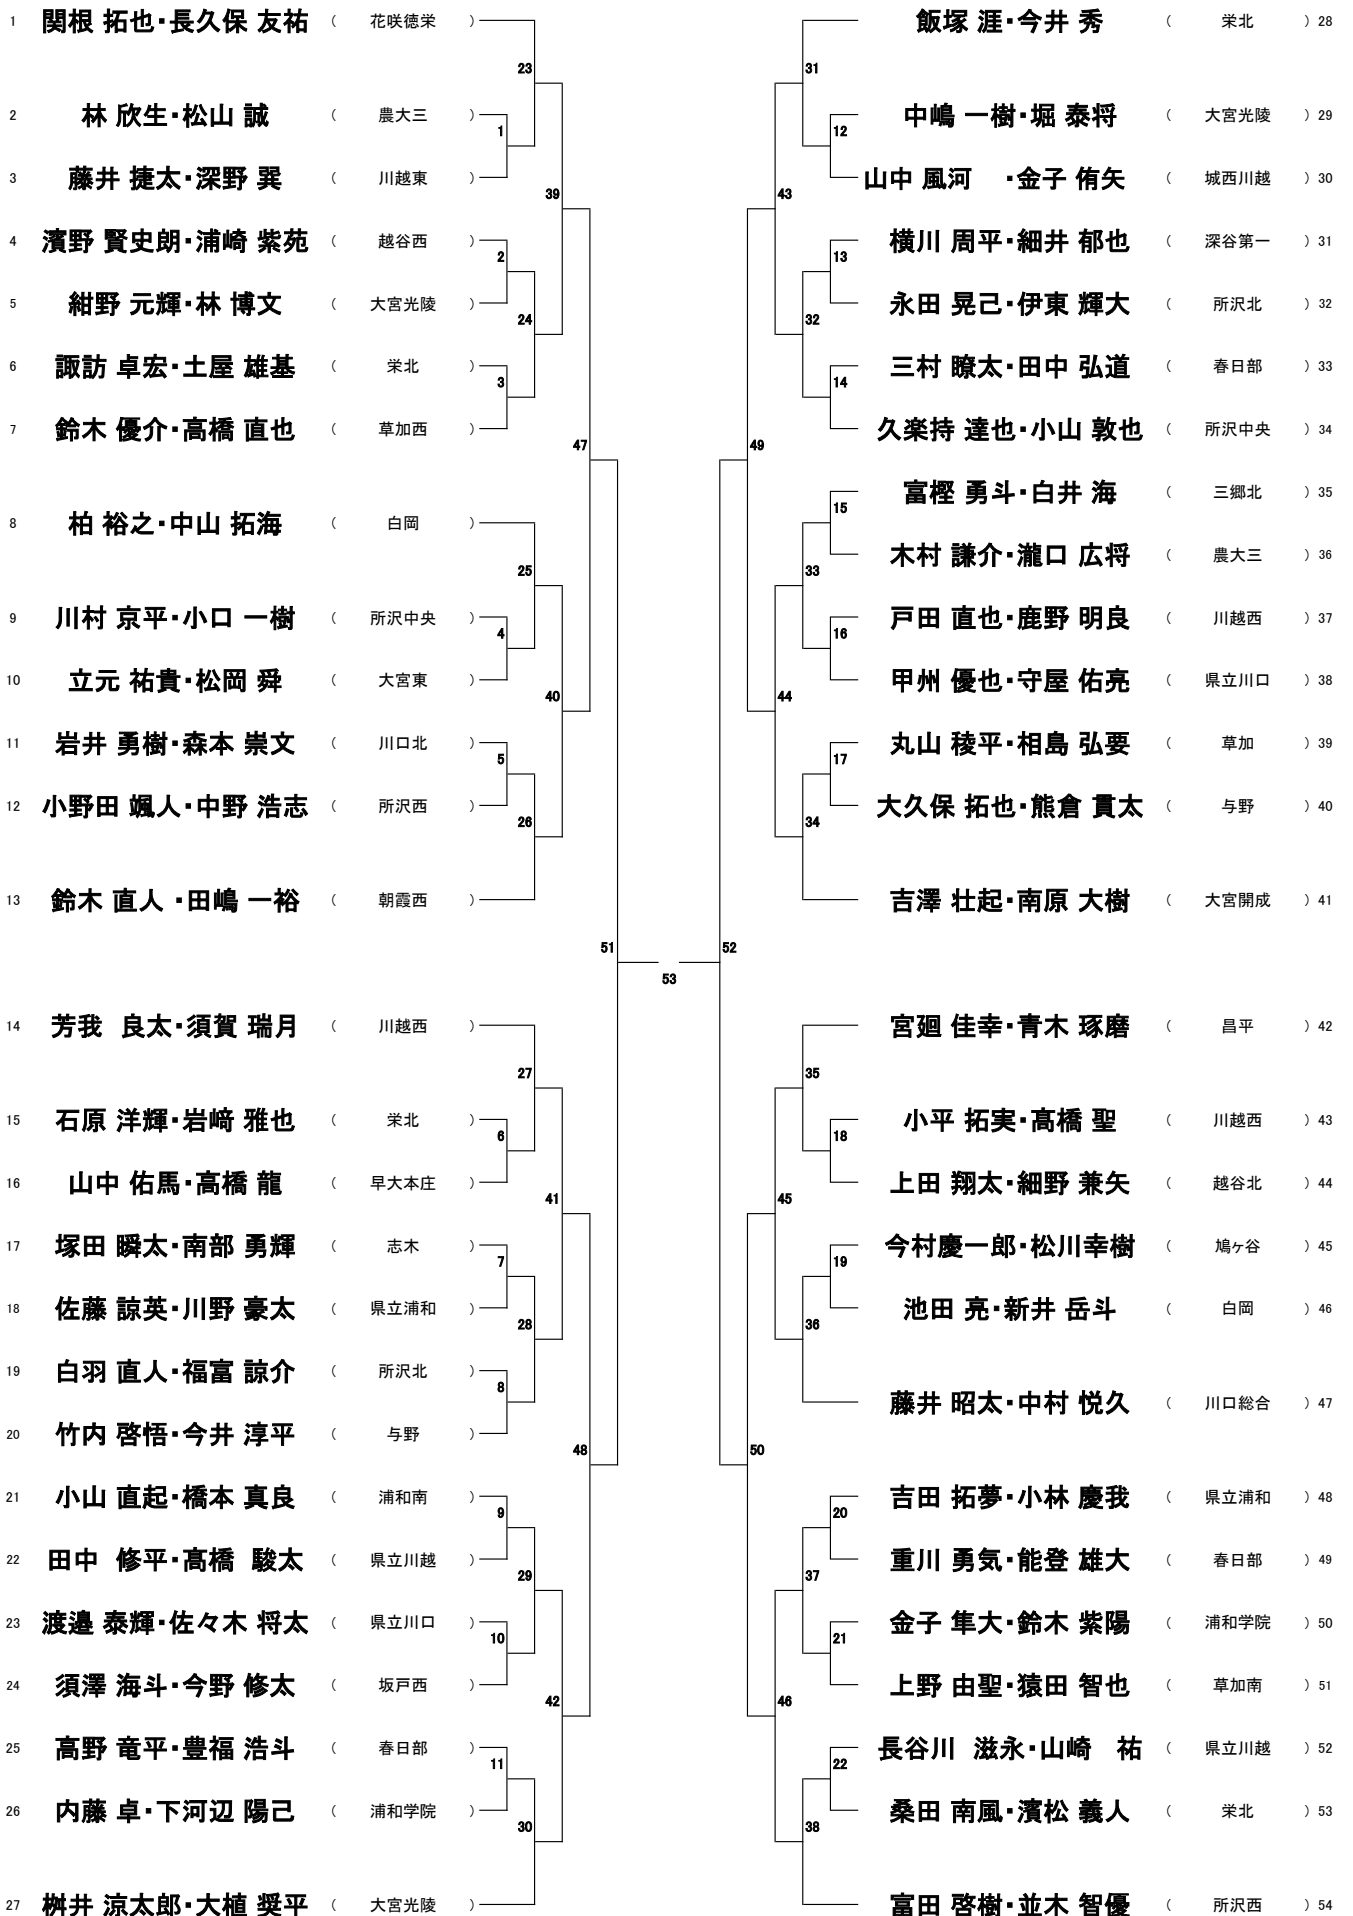 1 関根 拓也・長久保 友祐 （ 花咲徳栄 ）
23
2 林 欣生・松山 誠 （ 農大三 ）
1
3 藤井 捷太・深野 巽 （ 川越東 ）
39
4 濱野 賢史朗・浦崎 紫苑 （ 越谷西 ）
2
5 紺野 元輝・林 博文 （ 大宮光陵 ）
24
6 諏訪 卓宏・土屋 雄基 （ 栄北 ）
3
7 鈴木 優介・高橋 直也 （ 草加西 ）
47
8 柏 裕之・中山 拓海 （ 白岡 ）
25
9 川村 京平・小口 一樹 （ 所沢中央 ）
4
10 立元 祐貴・松岡 舜 （ 大宮東 ）
40
11 岩井 勇樹・森本 崇文 （ 川口北 ）
5
12 小野田 颯人・中野 浩志 （ 所沢西 ）
26
13 鈴木 直人 ・田嶋 一裕 （ 朝霞西 ）
51
14 芳我 良太・須賀 瑞月 （ 川越西 ）
27
15 石原 洋輝・岩﨑 雅也 （ 栄北 ）
6
16 山中 佑馬・高橋 龍 （ 早大本庄 ）
41
17 塚田 瞬太・南部 勇輝 （ 志木 ）
7
18 佐藤 諒英・川野 豪太 （ 県立浦和 ）
28
19 白羽 直人・福富 諒介 （ 所沢北 ）
8
20 竹内 啓悟・今井 淳平 （ 与野 ）
48
21 小山 直起・橋本 真良 （ 浦和南 ）
9
22 田中 修平・髙橋 駿太 （ 県立川越 ）
29
23 渡邉 泰輝・佐々木 将太 （ 県立川口 ）
10
24 須澤 海斗・今野 修太 （ 坂戸西 ）
42
25 高野 竜平・豊福 浩斗 （ 春日部 ）
11
26 内藤 卓・下河辺 陽己 （ 浦和学院 ）
30
27 桝井 涼太郎・大植 奨平 （ 大宮光陵 ）
53
飯塚 涯・今井 秀 （ 栄北 ） 28
31
中嶋 一樹・堀 泰将 （ 大宮光陵 ） 29
12
山中 風河 ・金子 侑矢 （ 城西川越 ） 30
43
横川 周平・細井 郁也 （ 深谷第一 ） 31
13
永田 晃己・伊東 輝大 （ 所沢北 ） 32
32
三村 瞭太・田中 弘道 （ 春日部 ） 33
14
久楽持 達也・小山 敦也 （ 所沢中央 ） 34
49
富樫 勇斗・白井 海 （ 三郷北 ） 35
15
木村 謙介・瀧口 広将 （ 農大三 ） 36
33
戸田 直也・鹿野 明良 （ 川越西 ） 37
16
甲州 優也・守屋 佑亮 （ 県立川口 ） 38
44
丸山 稜平・相島 弘要 （ 草加 ） 39
17
大久保 拓也・熊倉 貫太 （ 与野 ） 40
34
吉澤 壮起・南原 大樹 （ 大宮開成 ） 41
52
宮廻 佳幸・青木 琢磨 （ 昌平 ） 42
35
小平 拓実・髙橋 聖 （ 川越西 ） 43
18
上田 翔太・細野 兼矢 （ 越谷北 ） 44
45
今村慶一郎・松川幸樹 （ 鳩ヶ谷 ） 45
19
池田 亮・新井 岳斗 （ 白岡 ） 46
36
藤井 昭太・中村 悦久 （ 川口総合 ） 47
50
吉田 拓夢・小林 慶我 （ 県立浦和 ） 48
20
重川 勇気・能登 雄大 （ 春日部 ） 49
37
金子 隼大・鈴木 紫陽 （ 浦和学院 ） 50
21
上野 由聖・猿田 智也 （ 草加南 ） 51
46
長谷川 滋永・山崎 祐 （ 県立川越 ） 52
22
桑田 南風・濱松 義人 （ 栄北 ） 53
38
富田 啓樹・並木 智優 （ 所沢西 ） 54